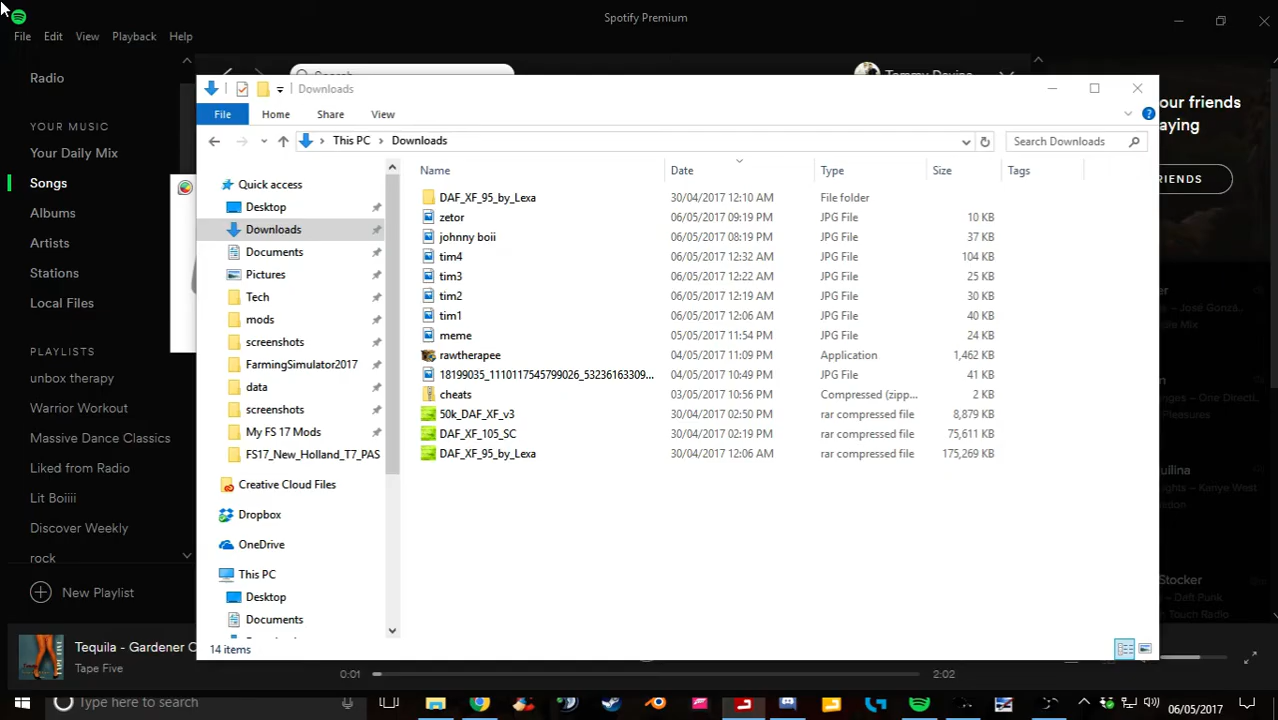 Spotify Premium
File Edit View Playback Help
Radio
YOUR MUSIC
Your Daily Mix
Songs
Albums
Artists
Stations
Local Files
PLAYLISTS
unbox therapy
Warrior Workout
Massive Dance Classics
Liked from Radio
Lit Boiiii
Discover Weekly
rock
New Playlist
Tequila - Gardener O
Tape Five
0:01
2:02
Downloads
File Home Share View
This PC Downloads
Search Downloads
Quick access
Desktop
Downloads
Documents
Pictures
Tech
mods
screenshots
FarmingSimulator2017
data
screenshots
My FS 17 Mods
FS17_New_Holland_T7_PAS
Creative Cloud Files
Dropbox
OneDrive
This PC
Desktop
Documents
Name Date Type Size Tags
DAF_XF_95_by_Lexa 30/04/2017 12:10 AM File folder
zetor 06/05/2017 09:19 PM JPG File 10 KB
johnny boii 06/05/2017 08:19 PM JPG File 37 KB
tim4 06/05/2017 12:32 AM JPG File 104 KB
tim3 06/05/2017 12:22 AM JPG File 25 KB
tim2 06/05/2017 12:19 AM JPG File 30 KB
tim1 06/05/2017 12:06 AM JPG File 40 KB
meme 05/05/2017 11:54 PM JPG File 24 KB
rawtherapee 04/05/2017 11:09 PM Application 1,462 KB
18199035_1110117545799026_53236163309... 04/05/2017 10:49 PM JPG File 41 KB
cheats 03/05/2017 10:56 PM Compressed (zipp... 2 KB
50k_DAF_XF_v3 30/04/2017 02:50 PM rar compressed file 8,879 KB
DAF_XF_105_SC 30/04/2017 02:19 PM rar compressed file 75,611 KB
DAF_XF_95_by_Lexa 30/04/2017 12:06 AM rar compressed file 175,269 KB
14 items
our friends
aying
RIENDS
Type here to search
06/05/2017